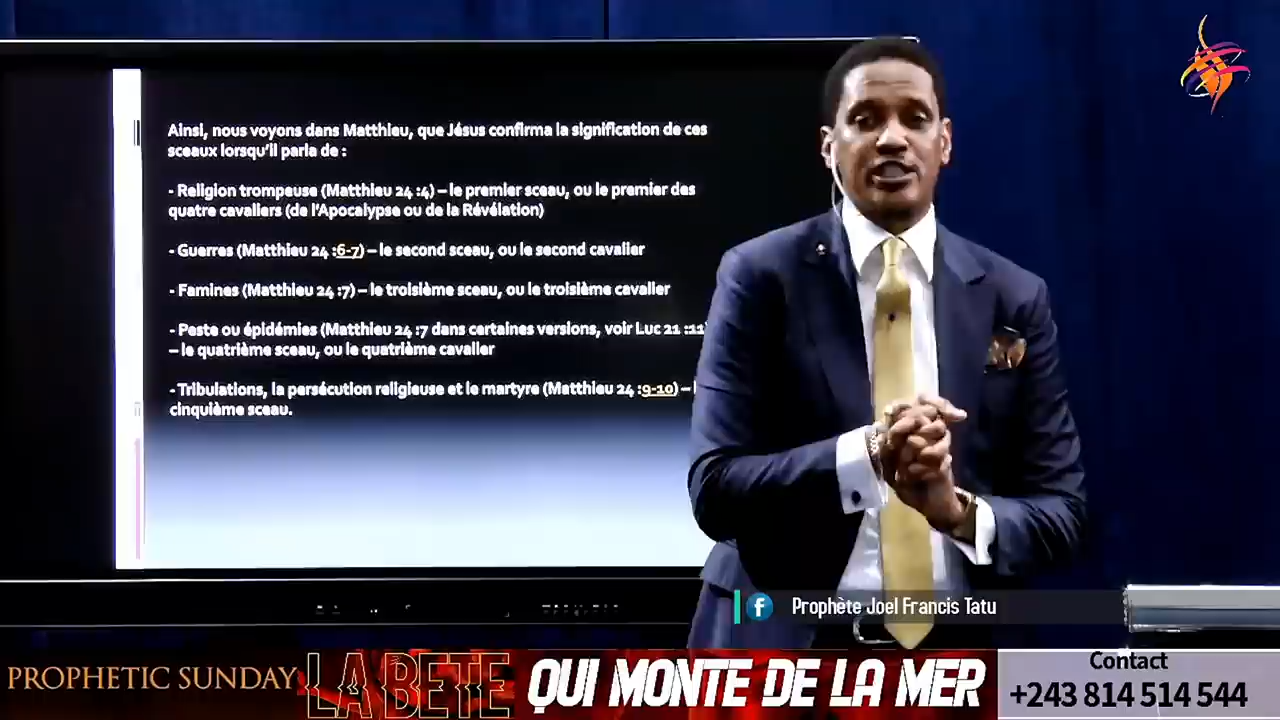 Ainsi, nous voyons dans Matthieu, que Jésus confirma la signification de ces
sceaux lorsqu'il parla de :
- Religion trompeuse (Matthieu 24 :4) – le premier sceau, ou le premier des
quatre cavaliers (de l'Apocalypse ou de la Révélation)
- Guerres (Matthieu 24 :6-7) – le second sceau, ou le second cavalier
- Famines (Matthieu 24 :7) – le troisième sceau, ou le troisième cavalier
- Peste ou épidémies (Matthieu 24 :7 dans certaines versions, voir Luc 21 :11)
– le quatrième sceau, ou le quatrième cavalier
- Tribulations, la persécution religieuse et le martyre (Matthieu 24 :9-10) –
cinquième sceau.
Prophète Joel Francis Tatu
PROPHETIC SUNDAY LA BETE QUI MONTE DE LA MER
Contact
+243 814 514 544